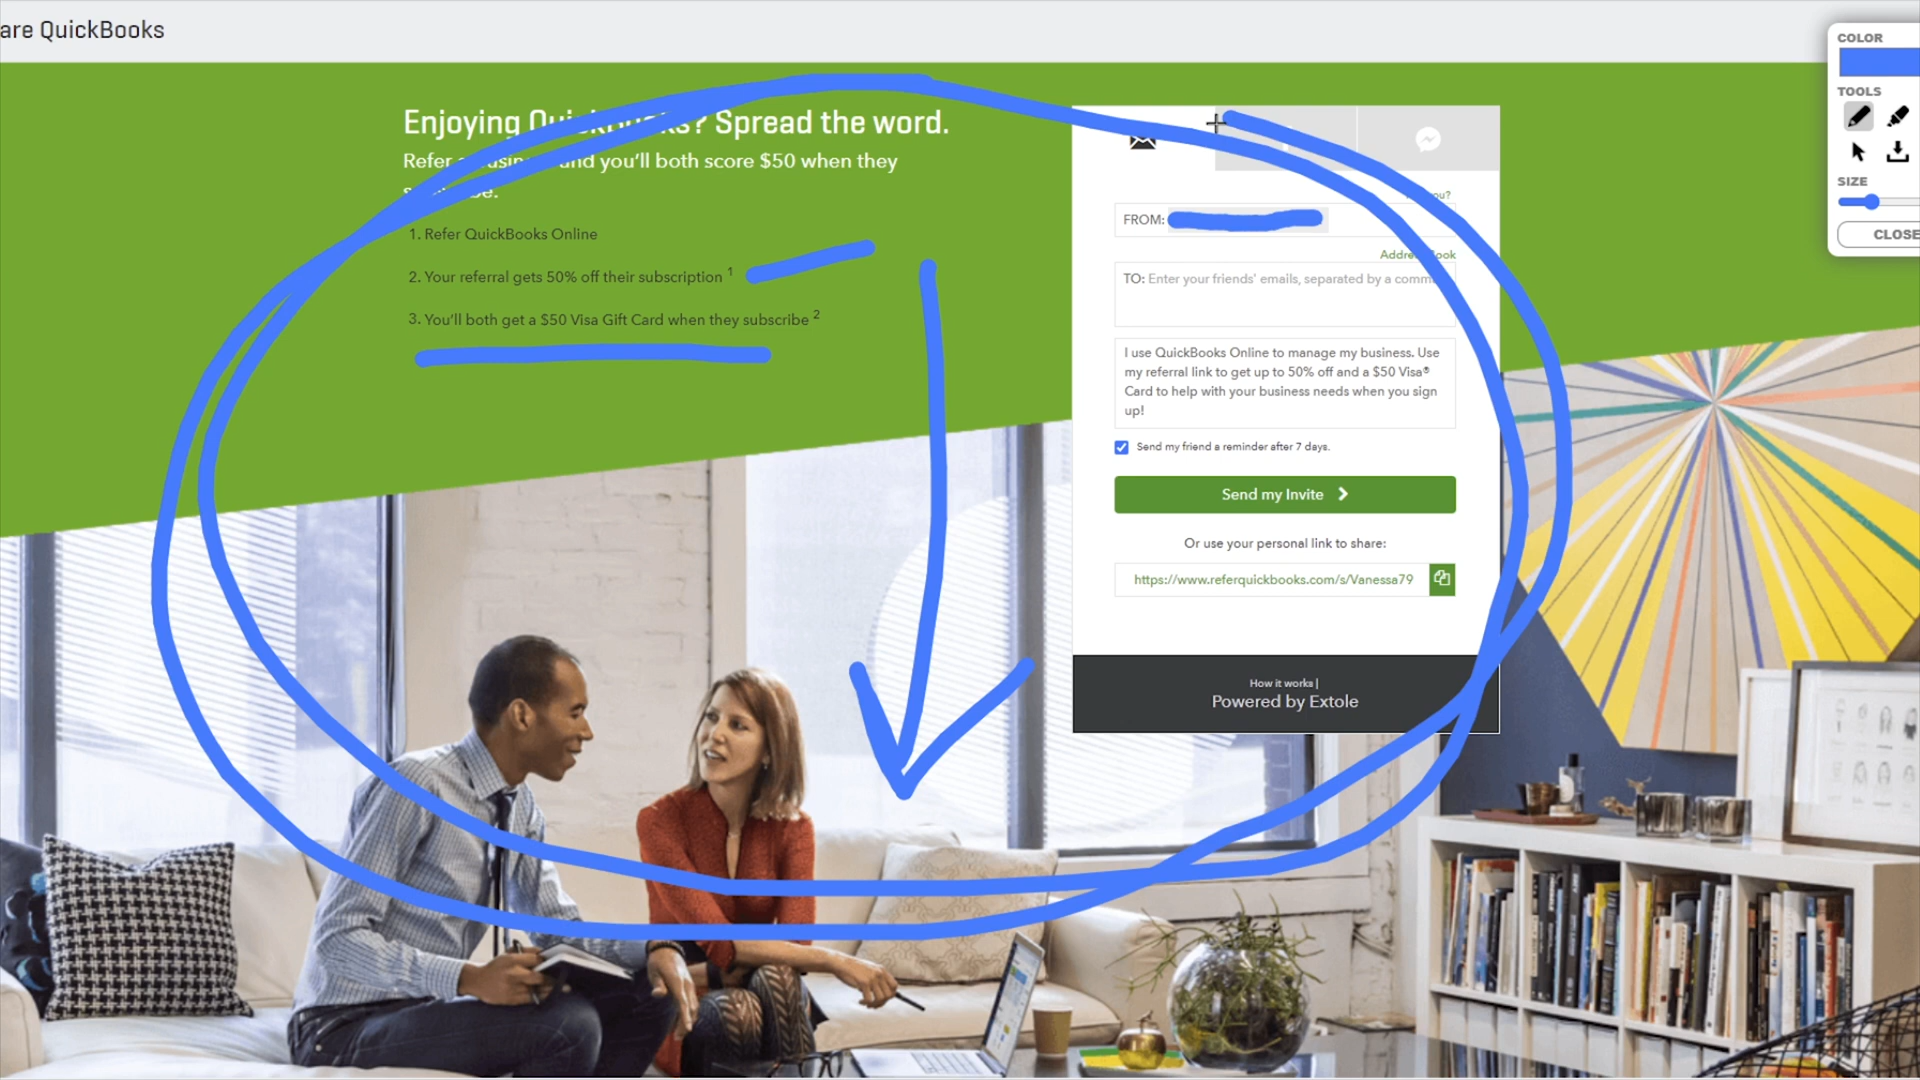 are QuickBooks
Enjoying QuickBooks? Spread the word.
Refer a business and you'll both score $50 when they
1. Refer QuickBooks Online
2. Your referral gets 50% off their subscription 1
3. You'll both get a $50 Visa Gift Card when they subscribe 2
you?
FROM:
Address Book
TO: Enter your friends' emails, separated by a comm
I use QuickBooks Online to manage my business. Use
my referral link to get up to 50% off and a $50 Visa®
Card to help with your business needs when you sign
up!
Send my friend a reminder after 7 days.
Send my Invite
Or use your personal link to share:
https://www.referquickbooks.com/s/Vanessa79
How it works |
Powered by Extole
COLOR
TOOLS
SIZE
CLOSE